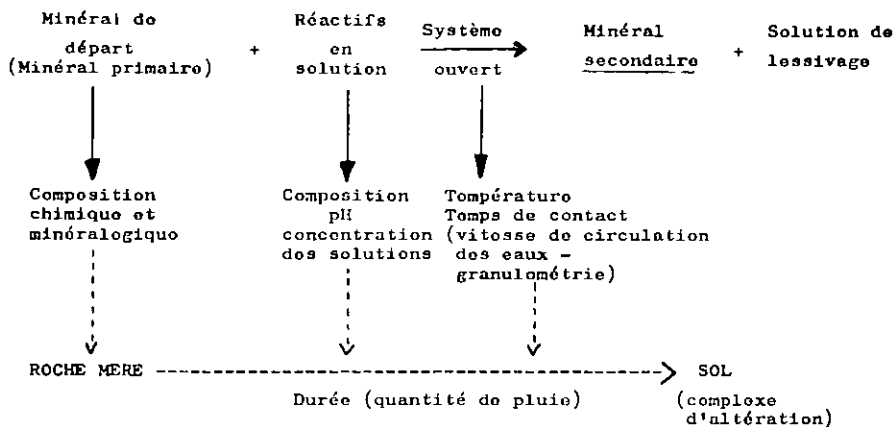 Minéral de
départ
(Minéral primaire)
+
Réactifs
en
solution
Système
ouvert
Minéral
secondaire
+
Solution de
lessivage
Composition
chimique et
minéralogique
Composition
pH
concentration
des solutions
Température
Temps de contact
(vitesse de circulation
des eaux -
granulométrie)
ROCHE MERE
SOL
Durée (quantité de pluie)
(complexe
d'altération)